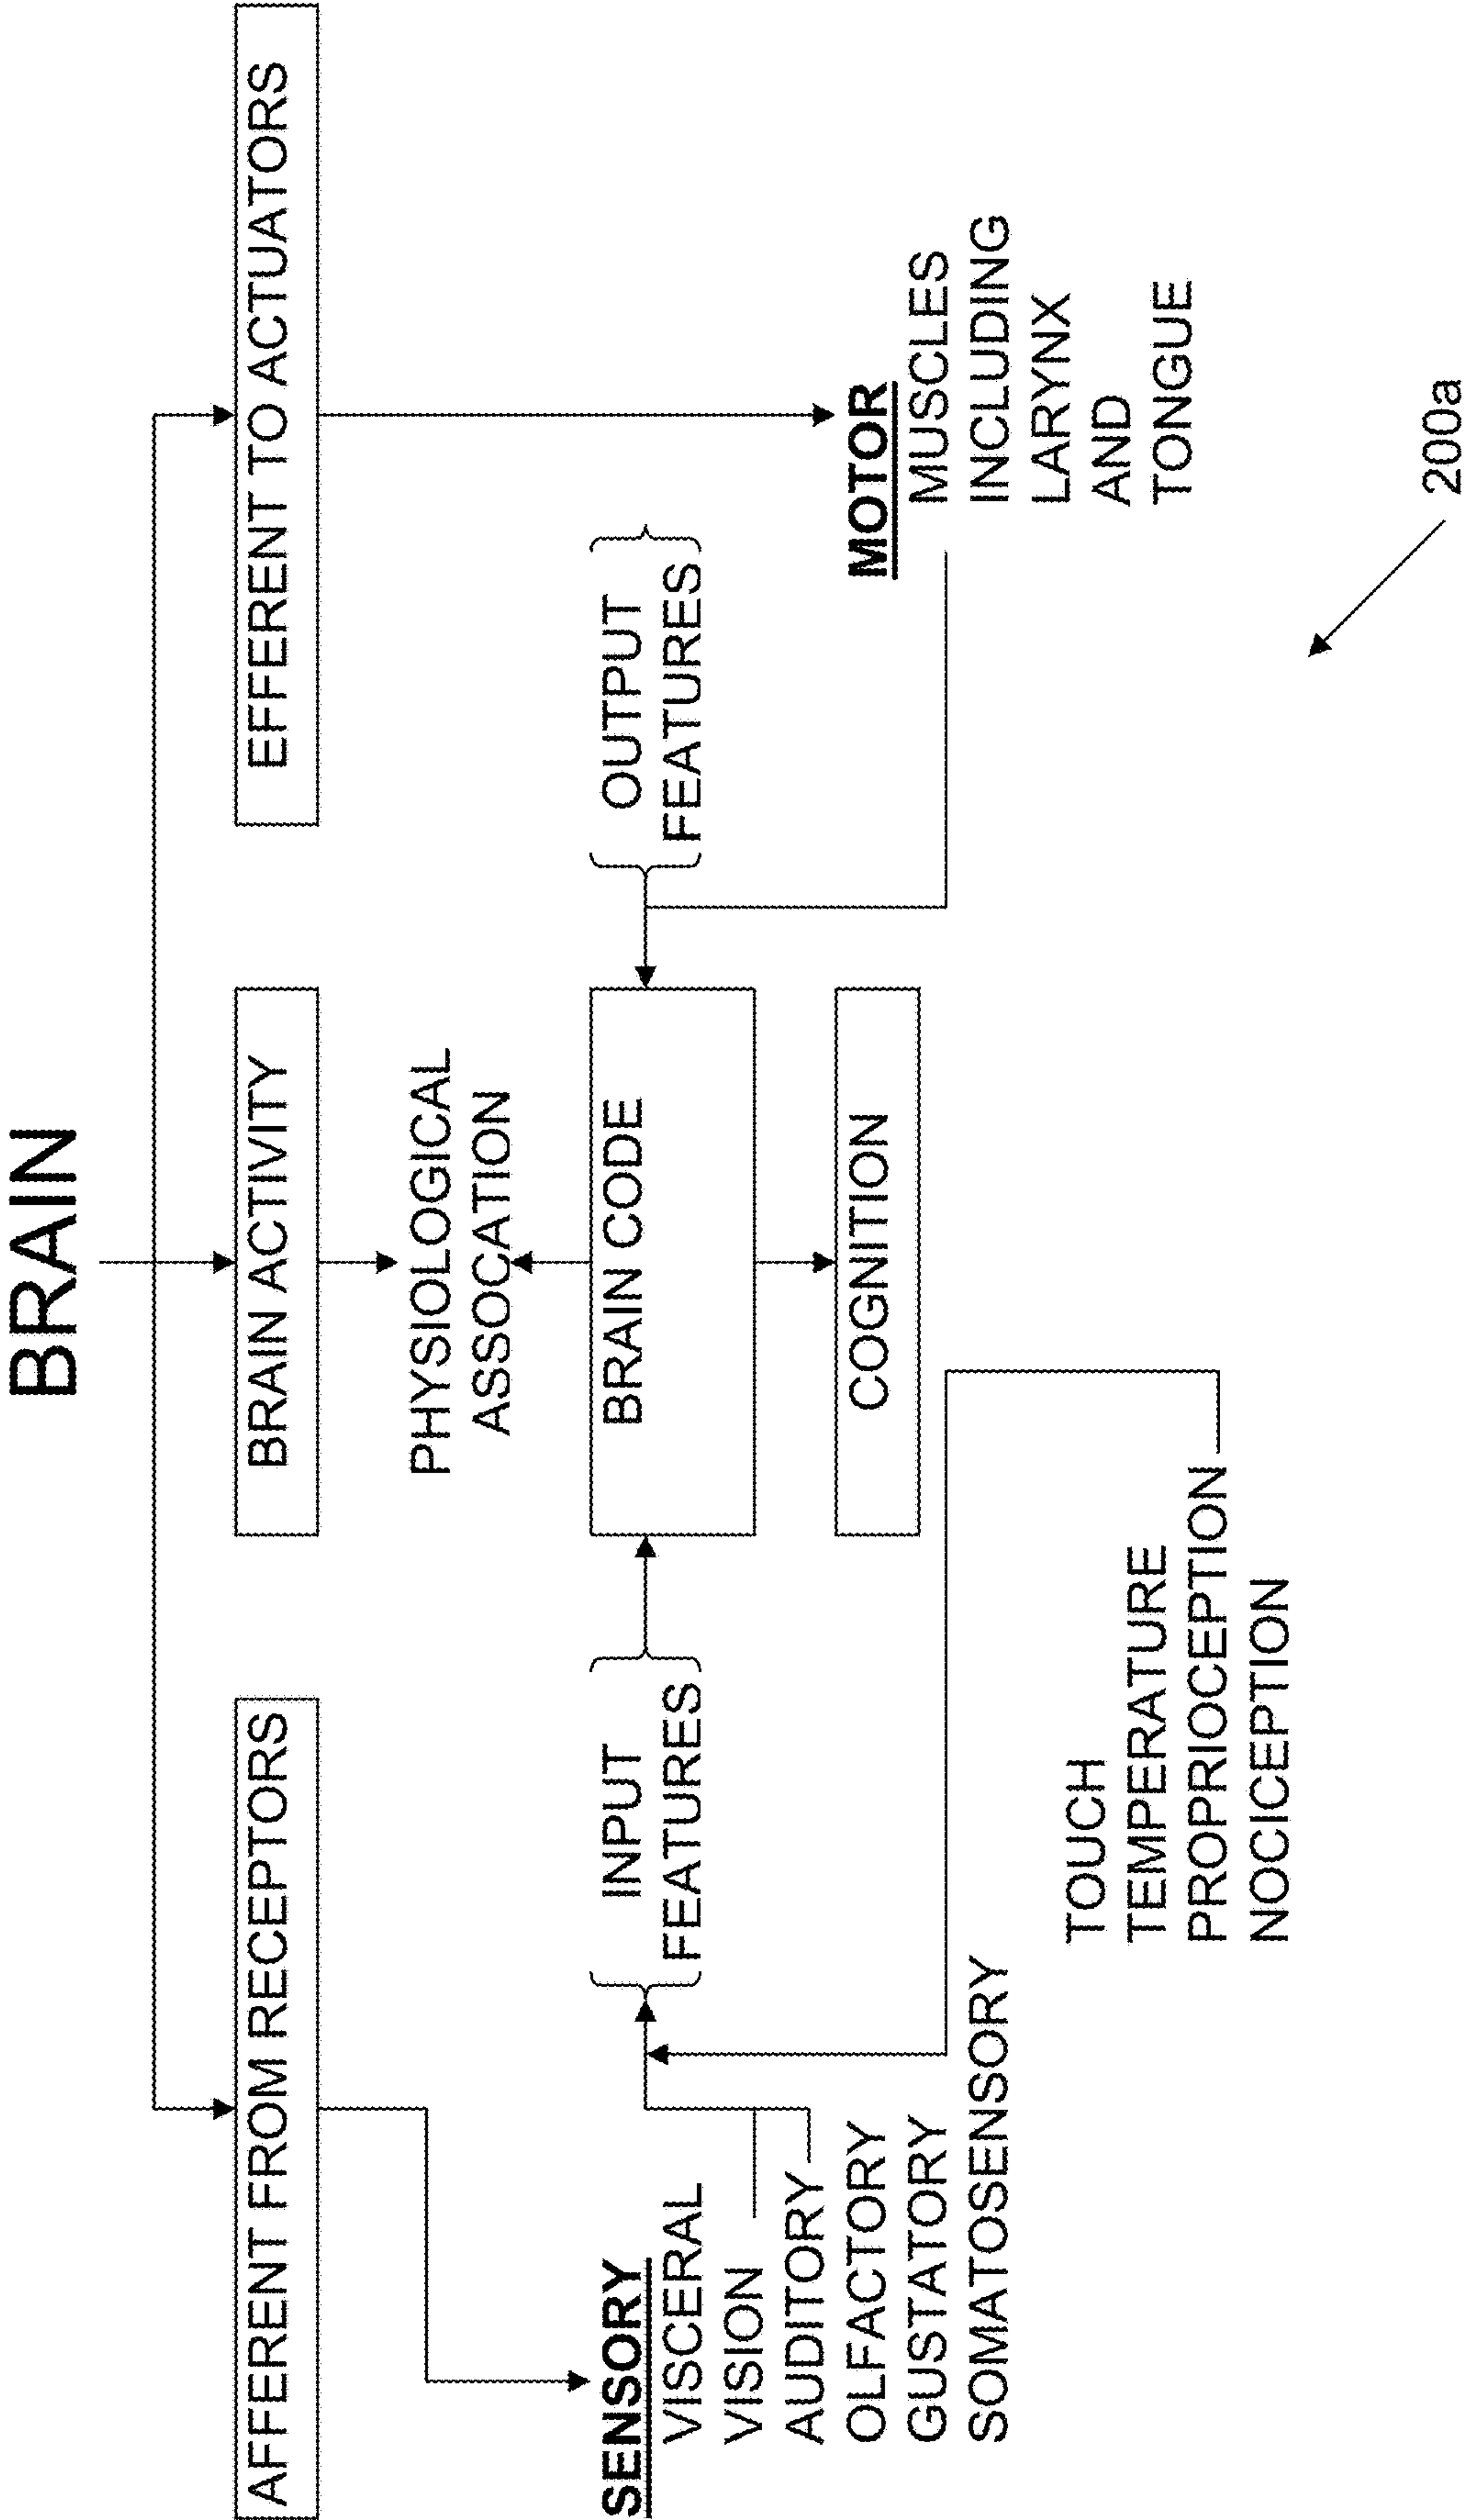 BRAIN
AFFERENT FROM RECEPTORS
BRAIN ACTIVITY
EFFERENT TO ACTUATORS
PHYSIOLOGICAL
ASSOCATION
SENSORY
VISCERAL
VISION
AUDITORY
OLFACTORY
GUSTATORY
SOMATOSENSORY
INPUT
FEATURES
BRAIN CODE
OUTPUT
FEATURES
COGNITION
MOTOR
MUSCLES
INCLUDING
LARYNX
AND
TONGUE
TOUCH
TEMPERATURE
PROPRIOCEPTION
NOCICEPTION
200a